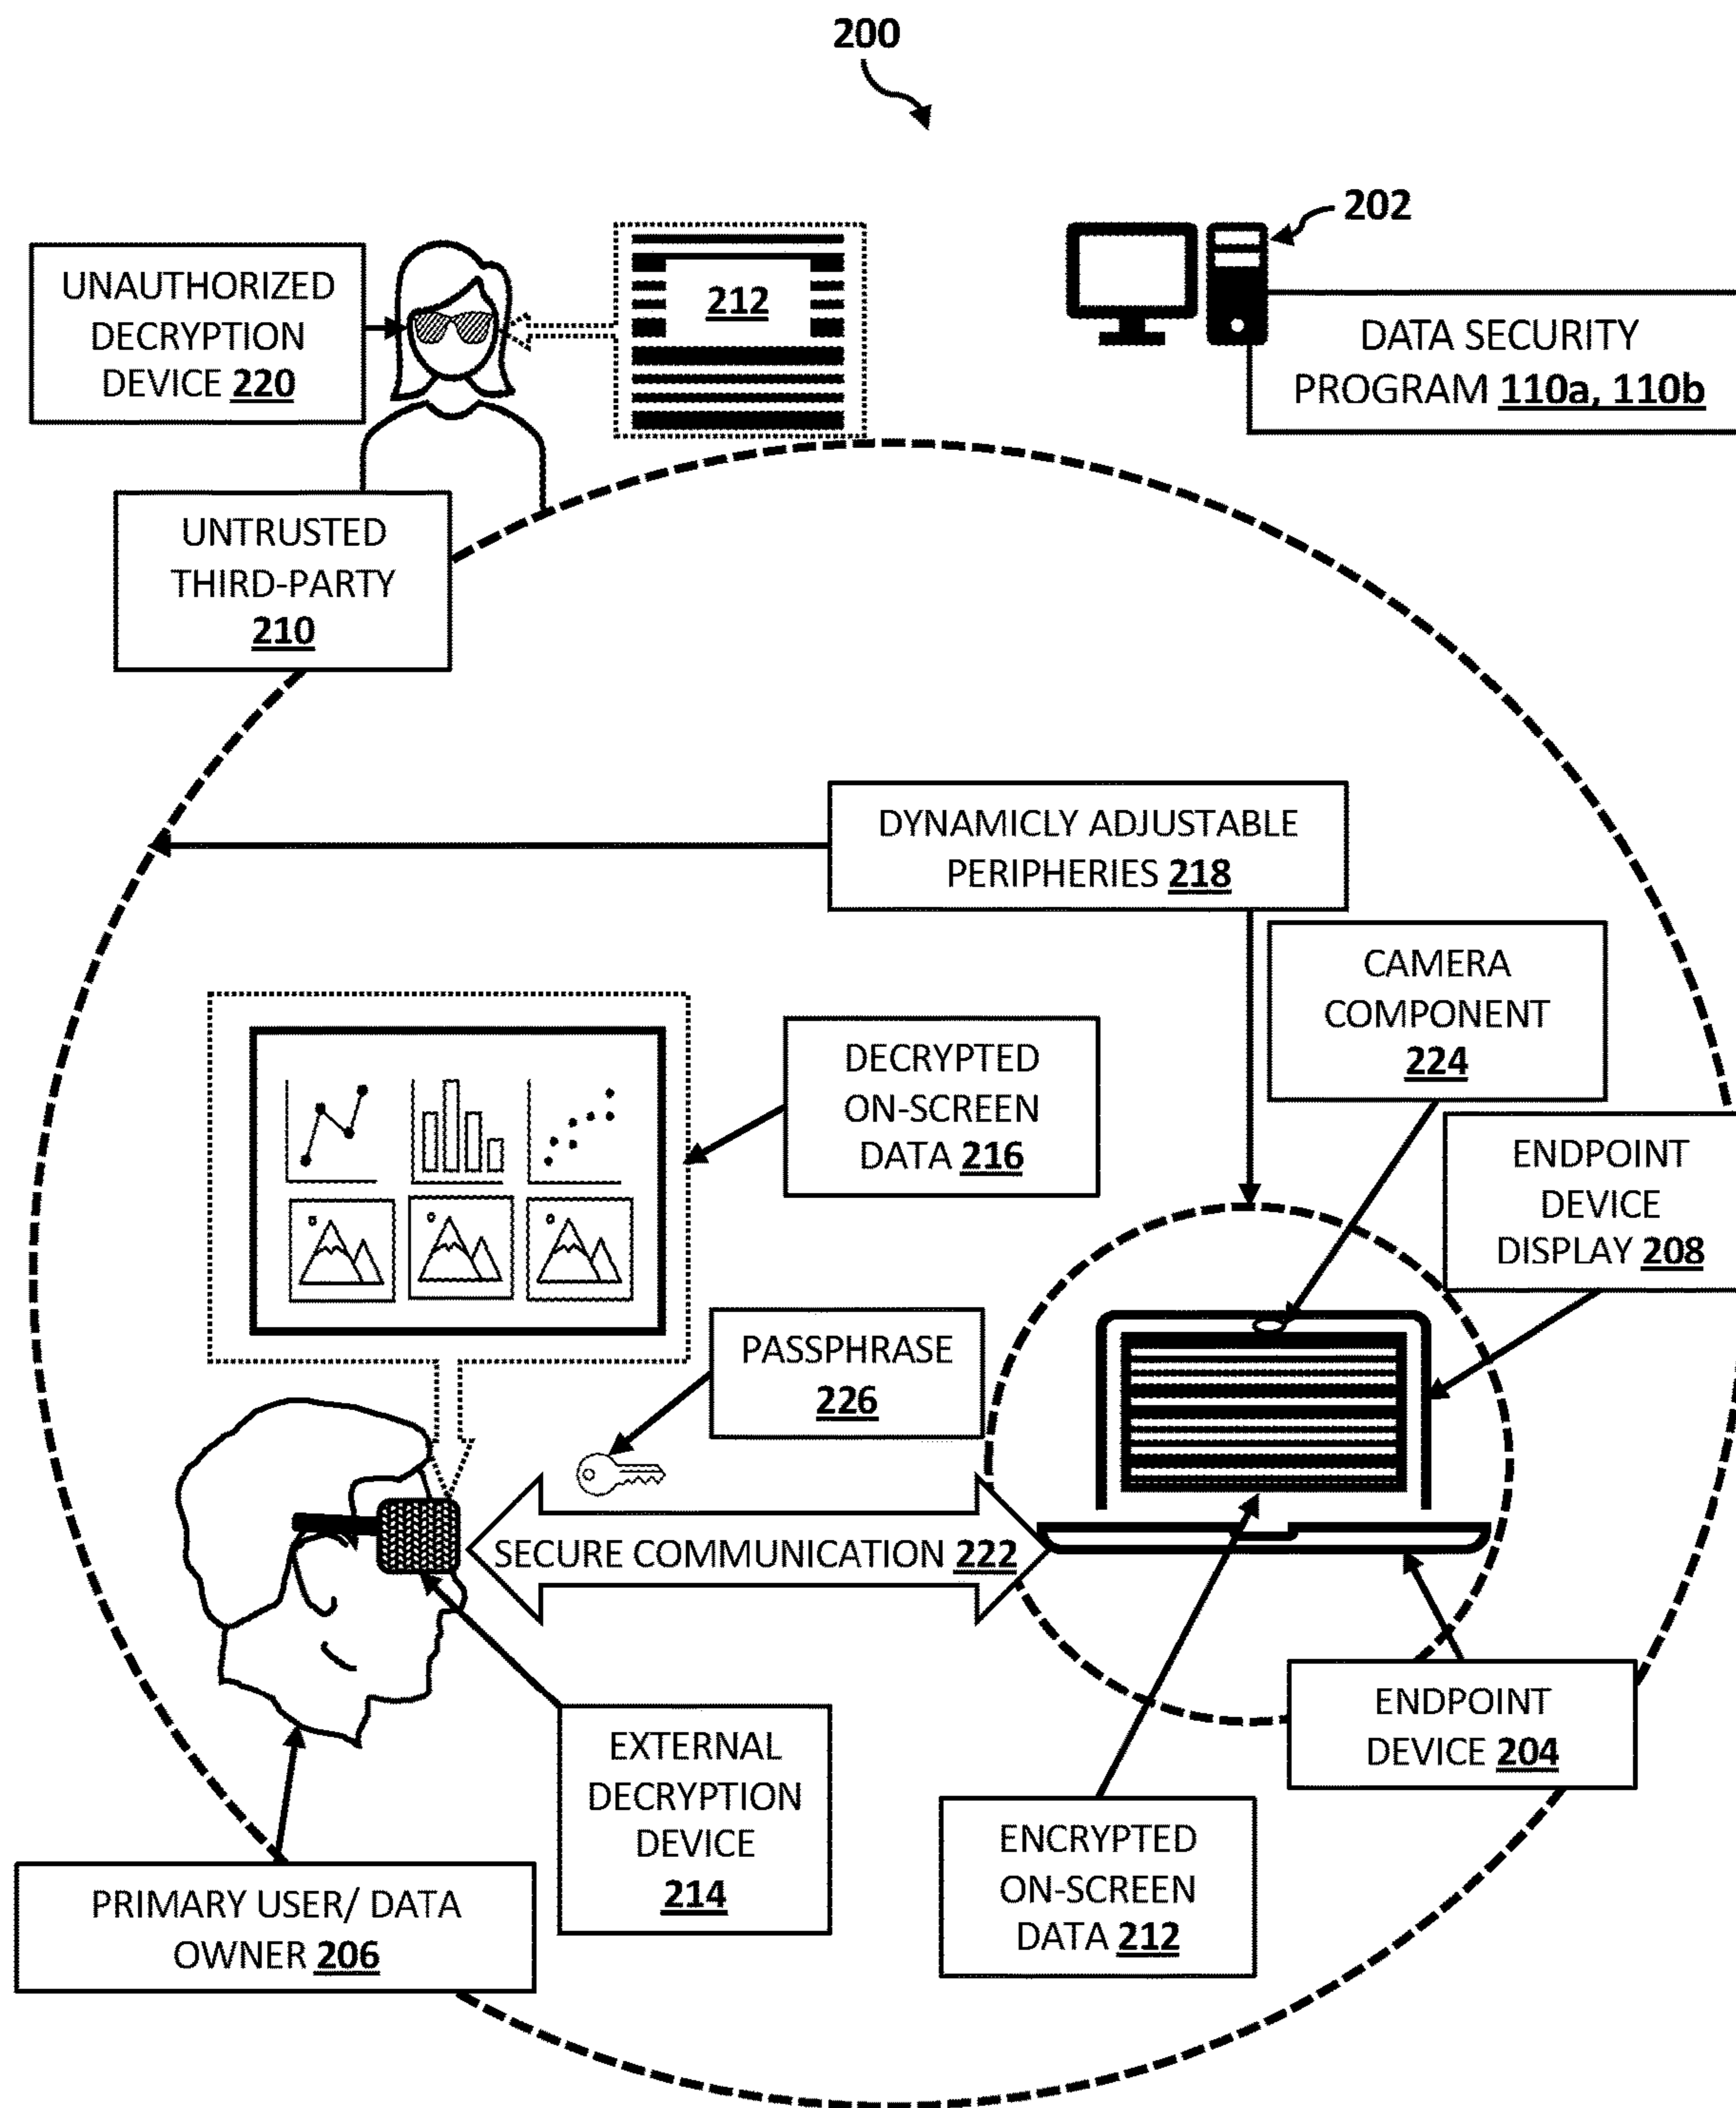 200
202
UNAUTHORIZED
DECRYPTION
DEVICE 220
212
DATA SECURITY
PROGRAM 110a, 110b
UNTRUSTED
THIRD-PARTY
210
DYNAMICLY ADJUSTABLE
PERIPHERIES 218
CAMERA
COMPONENT
224
DECRYPTED
ON-SCREEN
DATA 216
ENDPOINT
DEVICE
DISPLAY 208
PASSPHRASE
226
SECURE COMMUNICATION 222
ENDPOINT
DEVICE 204
EXTERNAL
DECRYPTION
DEVICE
214
ENCRYPTED
ON-SCREEN
DATA 212
PRIMARY USER/ DATA
OWNER 206